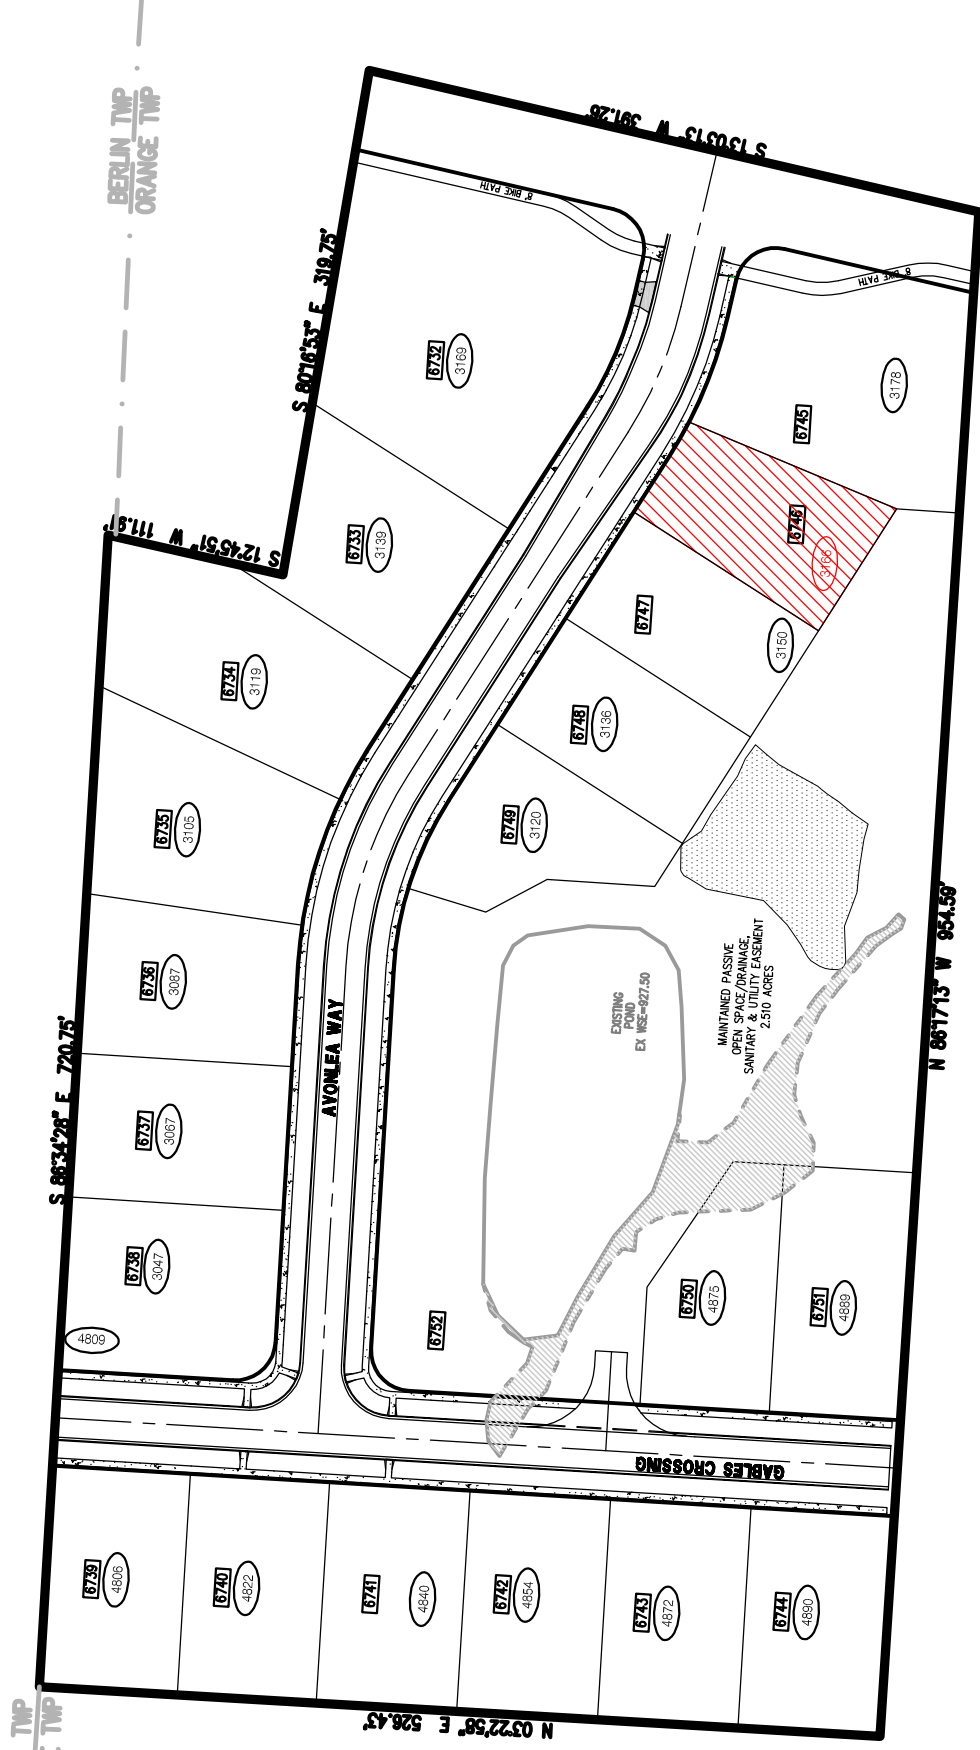 BERLIN TWP
ORANGE TWP
S 13°03'13" W 391.26'
8' BIKE PATH
8' BIKE PATH
S 80°16'53" E 319.75'
6732
3169
3178
6745
S 12°45'51" W 111.91'
6733
3139
6746
3166
6747
3150
6734
3119
6748
3136
6735
3105
6749
3120
6736
3087
EXISTING
POND
EX WSE=927.50
MAINTAINED PASSIVE
OPEN SPACE/DRAINAGE,
SANITARY & UTILITY EASEMENT
2.510 ACRES
N 86°17'13" W 954.59'
S 86°34'28" E 720.75'
AVONLEA WAY
6737
3067
6738
3047
4809
6752
6750
4875
6751
4889
GABLES CROSSING
6739
4806
6740
4822
6741
4840
6742
4854
6743
4872
6744
4890
N 03°22'58" E 526.43'
TWP
TWP